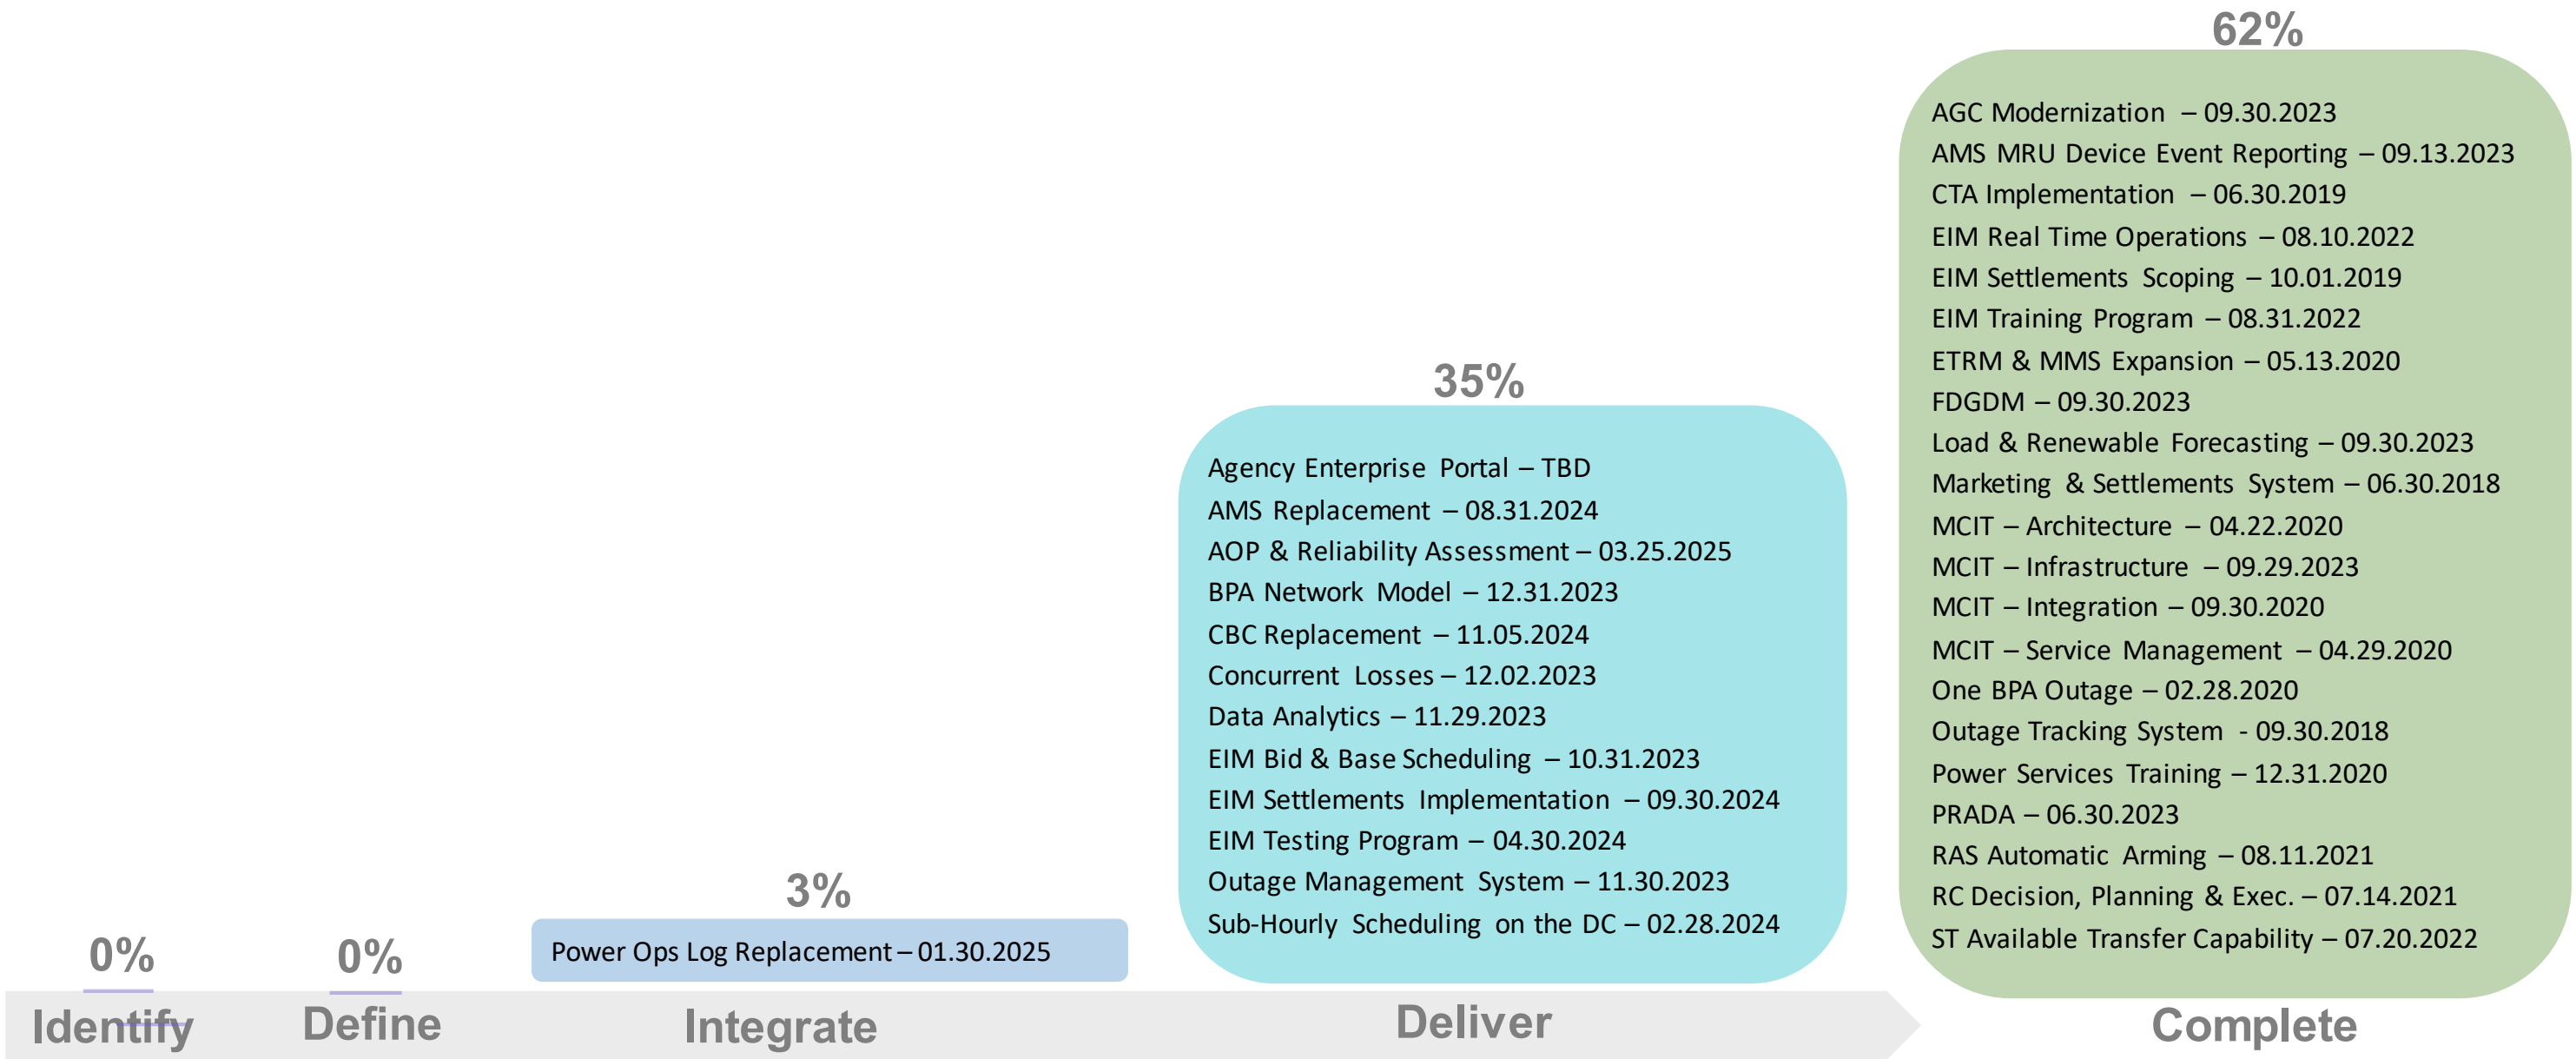 62%
AGC Modernization – 09.30.2023
AMS MRU Device Event Reporting – 09.13.2023
CTA Implementation – 06.30.2019
EIM Real Time Operations – 08.10.2022
EIM Settlements Scoping – 10.01.2019
EIM Training Program – 08.31.2022
ETRM & MMS Expansion – 05.13.2020
FDGDM – 09.30.2023
Load & Renewable Forecasting – 09.30.2023
Marketing & Settlements System – 06.30.2018
MCIT – Architecture – 04.22.2020
MCIT – Infrastructure – 09.29.2023
MCIT – Integration – 09.30.2020
MCIT – Service Management – 04.29.2020
One BPA Outage – 02.28.2020
Outage Tracking System - 09.30.2018
Power Services Training – 12.31.2020
PRADA – 06.30.2023
RAS Automatic Arming – 08.11.2021
RC Decision, Planning & Exec. – 07.14.2021
ST Available Transfer Capability – 07.20.2022
35%
Agency Enterprise Portal – TBD
AMS Replacement – 08.31.2024
AOP & Reliability Assessment – 03.25.2025
BPA Network Model – 12.31.2023
CBC Replacement – 11.05.2024
Concurrent Losses – 12.02.2023
Data Analytics – 11.29.2023
EIM Bid & Base Scheduling – 10.31.2023
EIM Settlements Implementation – 09.30.2024
EIM Testing Program – 04.30.2024
Outage Management System – 11.30.2023
Sub-Hourly Scheduling on the DC – 02.28.2024
3%
Power Ops Log Replacement – 01.30.2025
0%
0%
Identify
Define
Integrate
Deliver
Complete